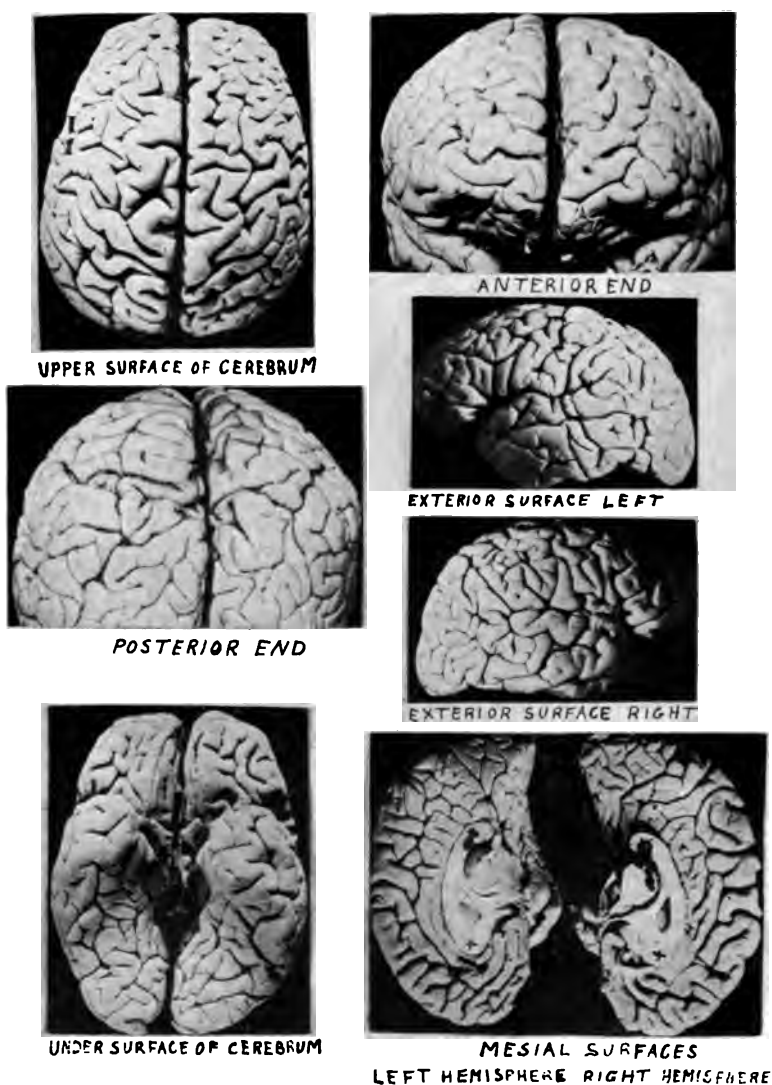 UPPER SURFACE OF CEREBRUM
ANTERIOR END
EXTERIOR SURFACE LEFT
POSTERIOR END
EXTERIOR SURFACE RIGHT
UNDER SURFACE OF CEREBRUM
MESIAL SURFACES
LEFT HEMISPHERE RIGHT HEMISFHERE